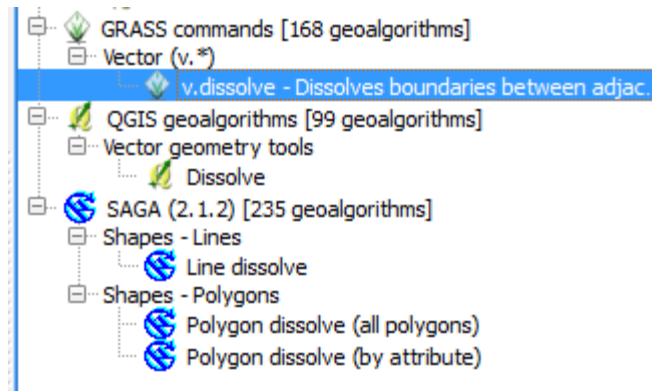 GRASS commands [168 geoalgorithms]
Vector (v.*)
v.dissolve - Dissolves boundaries between adjac.
QGIS geoalgorithms [99 geoalgorithms]
Vector geometry tools
Dissolve
SAGA (2.1.2) [235 geoalgorithms]
Shapes - Lines
Line dissolve
Shapes - Polygons
Polygon dissolve (all polygons)
Polygon dissolve (by attribute)